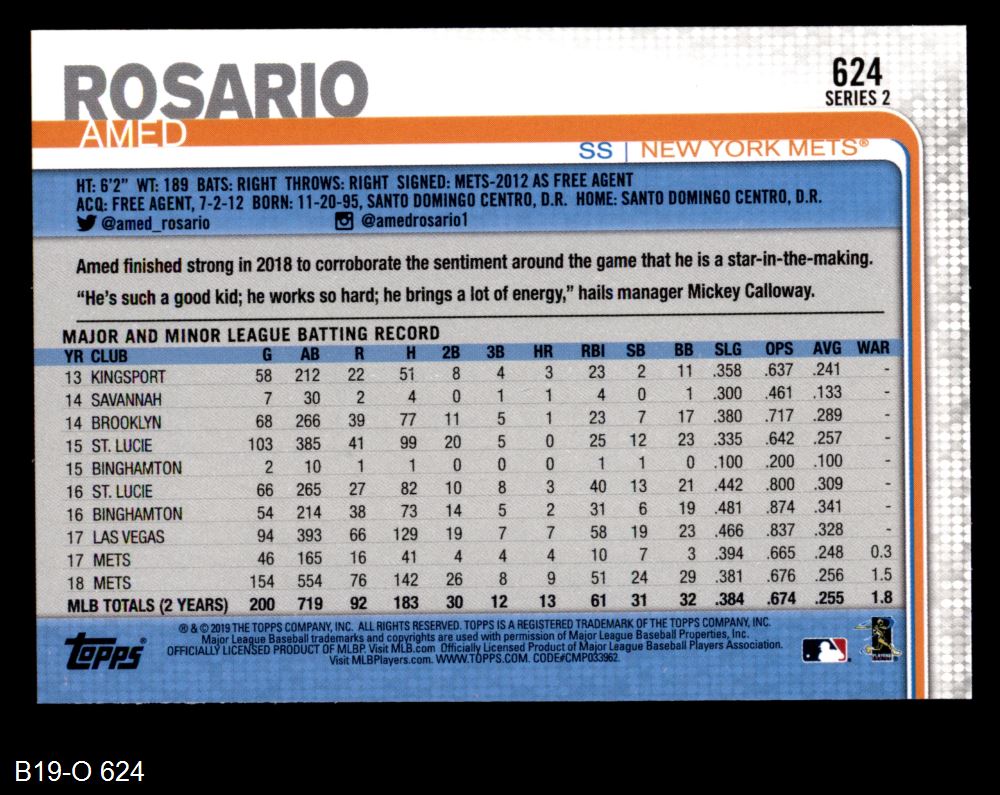 ROSARIO
AMED
624
SERIES 2
SS | NEW YORK METS®
HT: 6'2" WT: 189 BATS: RIGHT THROWS: RIGHT SIGNED: METS-2012 AS FREE AGENT
ACQ: FREE AGENT, 7-2-12 BORN: 11-20-95, SANTO DOMINGO CENTRO, D.R. HOME: SANTO DOMINGO CENTRO, D.R.
@amed_rosario @amedrosario1
Amed finished strong in 2018 to corroborate the sentiment around the game that he is a star-in-the-making.
“He’s such a good kid; he works so hard; he brings a lot of energy,” hails manager Mickey Calloway.
MAJOR AND MINOR LEAGUE BATTING RECORD
YR CLUB G AB R H 2B 3B HR RBI SB BB SLG OPS AVG WAR
13 KINGSPORT 58 212 22 51 8 4 3 23 2 11 .358 .637 .241 -
14 SAVANNAH 7 30 2 4 0 1 1 4 0 1 .300 .461 .133 -
14 BROOKLYN 68 266 39 77 11 5 1 23 7 17 .380 .717 .289 -
15 ST. LUCIE 103 385 41 99 20 5 0 25 12 23 .335 .642 .257 -
15 BINGHAMTON 2 10 1 1 0 0 0 1 1 0 .100 .200 .100 -
16 ST. LUCIE 66 265 27 82 10 8 3 40 13 21 .442 .800 .309 -
16 BINGHAMTON 54 214 38 73 14 5 2 31 6 19 .481 .874 .341 -
17 LAS VEGAS 94 393 66 129 19 7 7 58 19 23 .466 .837 .328 -
17 METS 46 165 16 41 4 4 4 10 7 3 .394 .665 .248 0.3
18 METS 154 554 76 142 26 8 9 51 24 29 .381 .676 .256 1.5
MLB TOTALS (2 YEARS) 200 719 92 183 30 12 13 61 31 32 .384 .674 .255 1.8
® & © 2019 THE TOPPS COMPANY, INC. ALL RIGHTS RESERVED. TOPPS IS A REGISTERED TRADEMARK OF THE TOPPS COMPANY, INC.
Major League Baseball trademarks and copyrights are used with permission of Major League Baseball Properties, Inc.
OFFICIALLY LICENSED PRODUCT OF MLBP. Visit MLB.com Officially Licensed Product of Major League Baseball Players Association.
Visit MLBPlayers.com. WWW.TOPPS.COM. CODE#CMP033962.
Topps®
B19-O 624